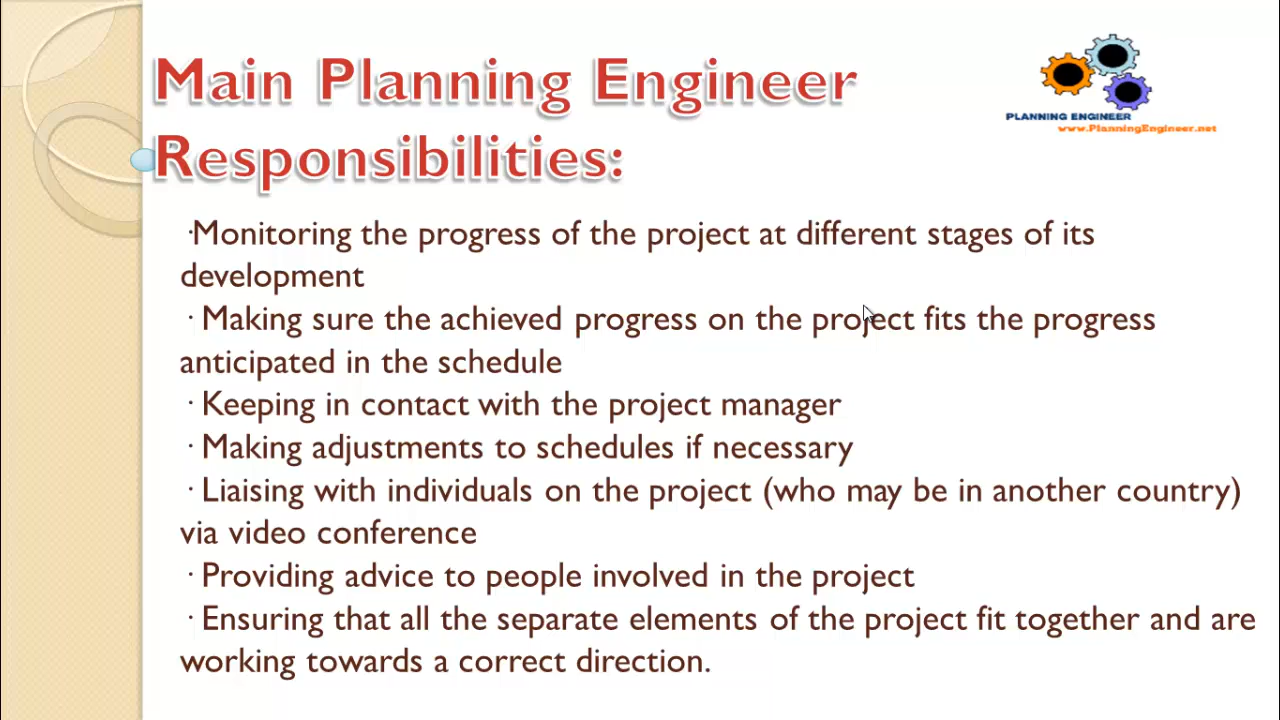 Main Planning Engineer
Responsibilities:
PLANNING ENGINEER
www.PlanningEngineer.net
·Monitoring the progress of the project at different stages of its
development
· Making sure the achieved progress on the project fits the progress
anticipated in the schedule
· Keeping in contact with the project manager
· Making adjustments to schedules if necessary
· Liaising with individuals on the project (who may be in another country)
via video conference
· Providing advice to people involved in the project
· Ensuring that all the separate elements of the project fit together and are
working towards a correct direction.